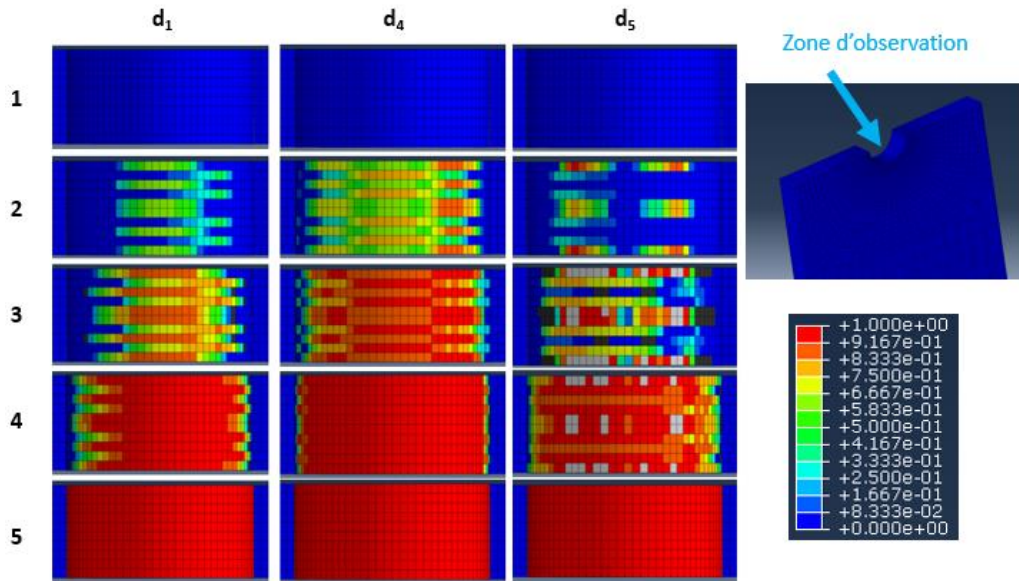 d₁ d₄ d₅
Zone d'observation
1
2
3
4
5
+1.000e+00
+9.167e-01
+8.333e-01
+7.500e-01
+6.667e-01
+5.833e-01
+5.000e-01
+4.167e-01
+3.333e-01
+2.500e-01
+1.667e-01
+8.333e-02
+0.000e+00